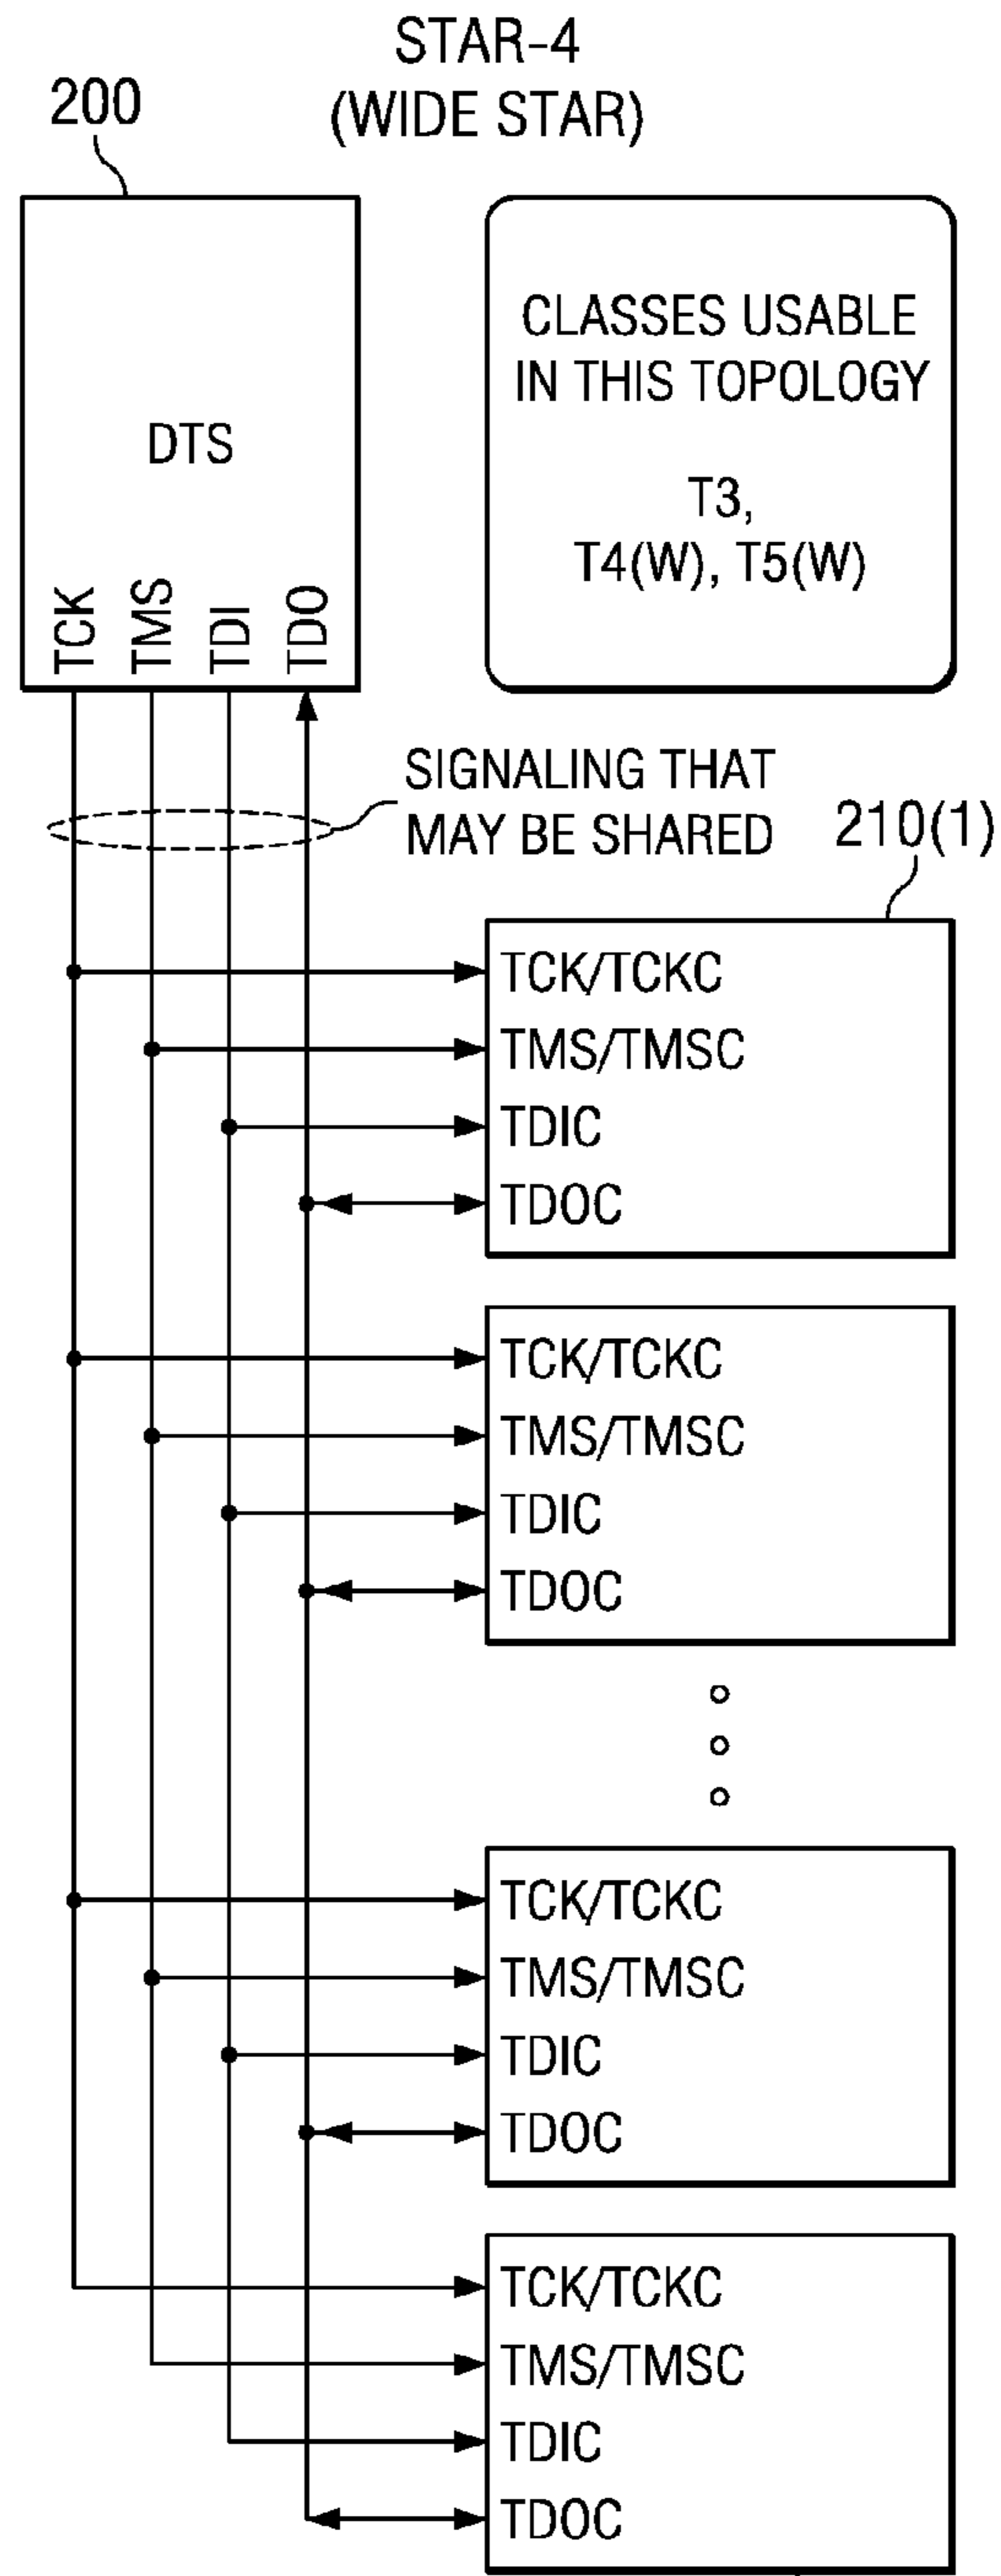 STAR-4
(WIDE STAR)
200
DTS
TCK
TMS
TDI
TDO
CLASSES USABLE
IN THIS TOPOLOGY
T3,
T4(W), T5(W)
SIGNALING THAT
MAY BE SHARED
210(1)
TCK/TCKC
TMS/TMSC
TDIC
TDOC
TCK/TCKC
TMS/TMSC
TDIC
TDOC
TCK/TCKC
TMS/TMSC
TDIC
TDOC
TCK/TCKC
TMS/TMSC
TDIC
TDOC